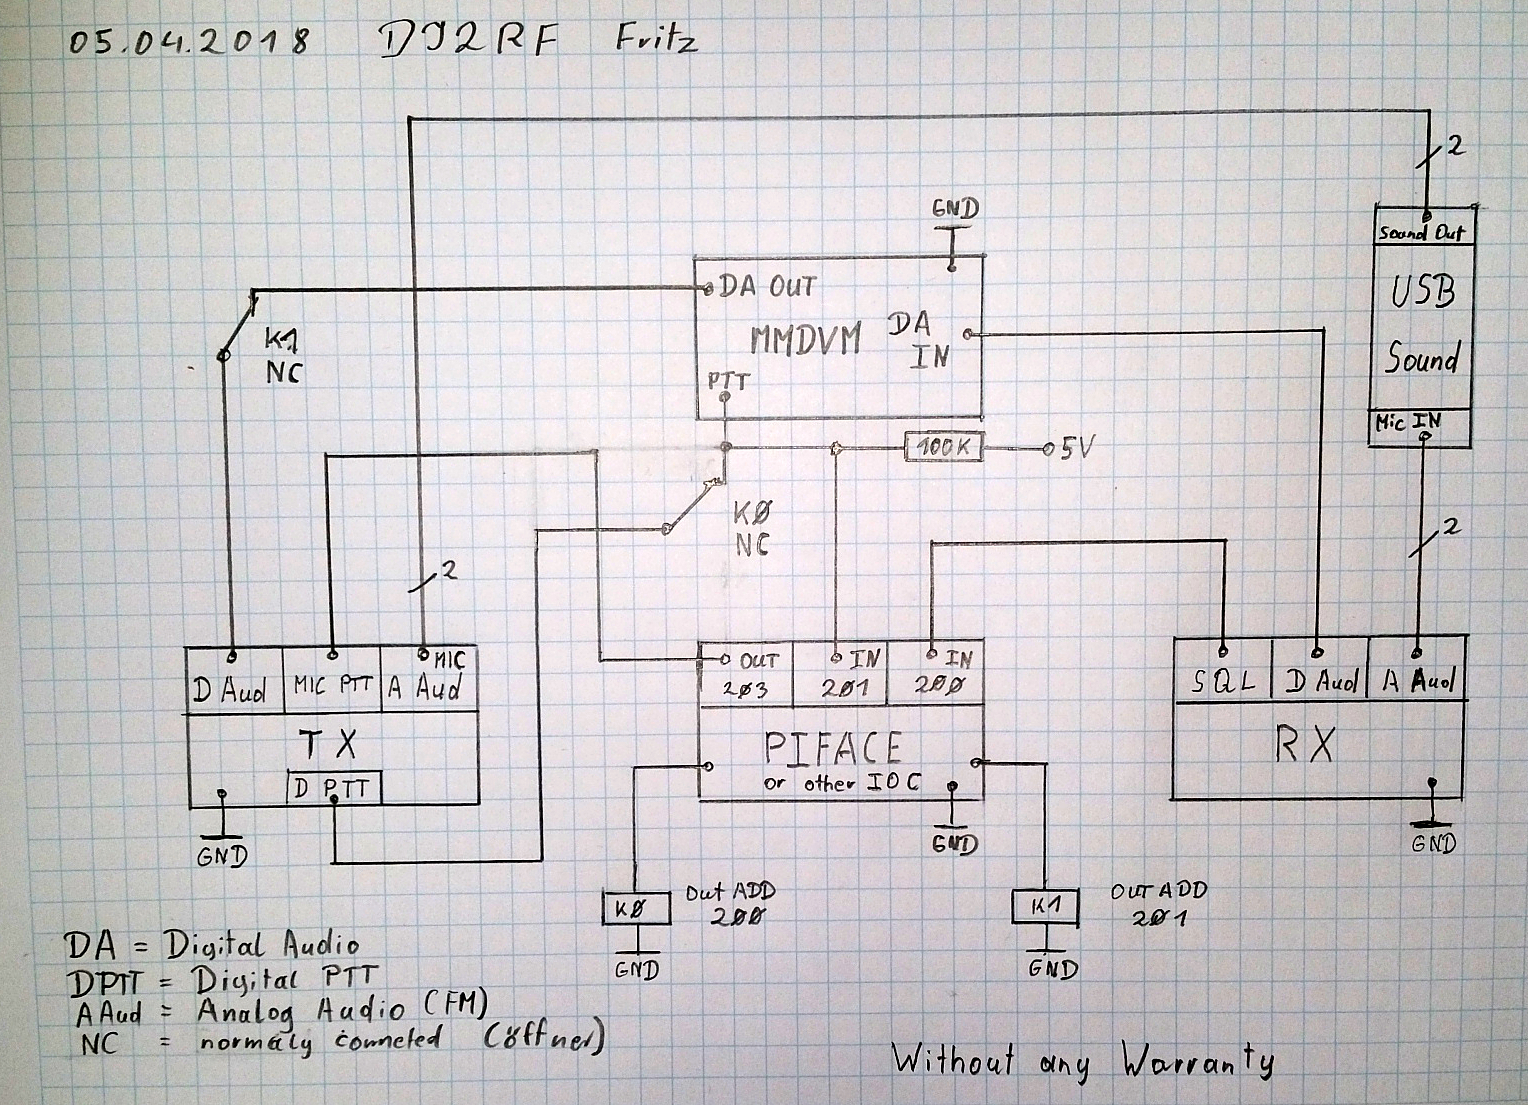 05.04.2018 DJ2RF Fritz
2
GND
Sound Out
DA OUT
USB
K1
NC
MMDVM
DA
IN
Sound
PTT
Mic IN
100K
5V
KØ
NC
2
2
D Aud
MIC PTT
MIC
A Aud
OUT
2Ø3
IN
2Ø1
IN
2ØØ
SQL
D Aud
A Aud
TX
D PTT
PIFACE
or other IOC
RX
GND
GND
GND
KØ
Out ADD
2ØØ
K1
OUT ADD
2Ø1
GND
GND
DA = Digital Audio
DPTT = Digital PTT
A Aud = Analog Audio (FM)
NC = normaly conneted (öffner)
Without any Warranty